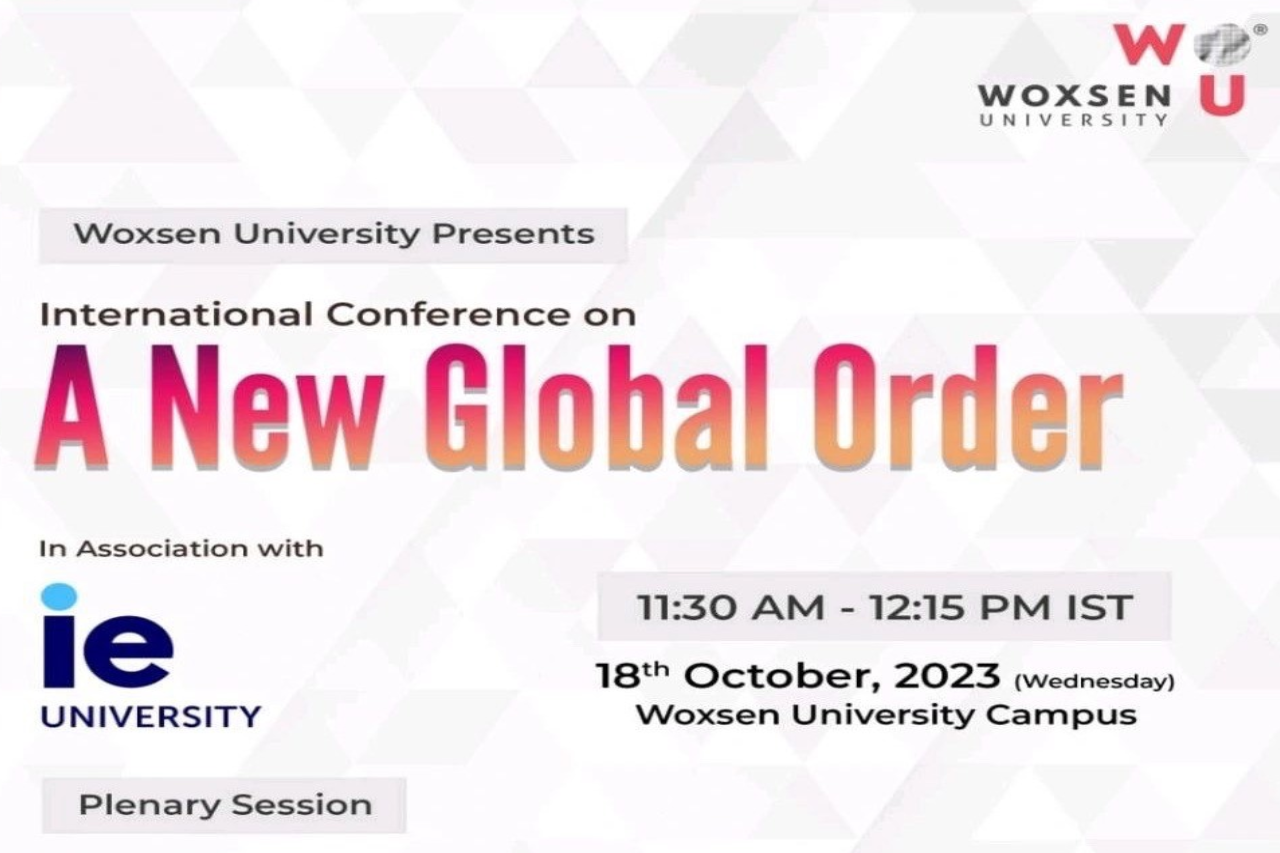 W ®
WOXSEN U
UNIVERSITY
Woxsen University Presents
International Conference on
A New Global Order
In Association with
ie
UNIVERSITY
11:30 AM - 12:15 PM IST
18th October, 2023 (Wednesday)
Woxsen University Campus
Plenary Session